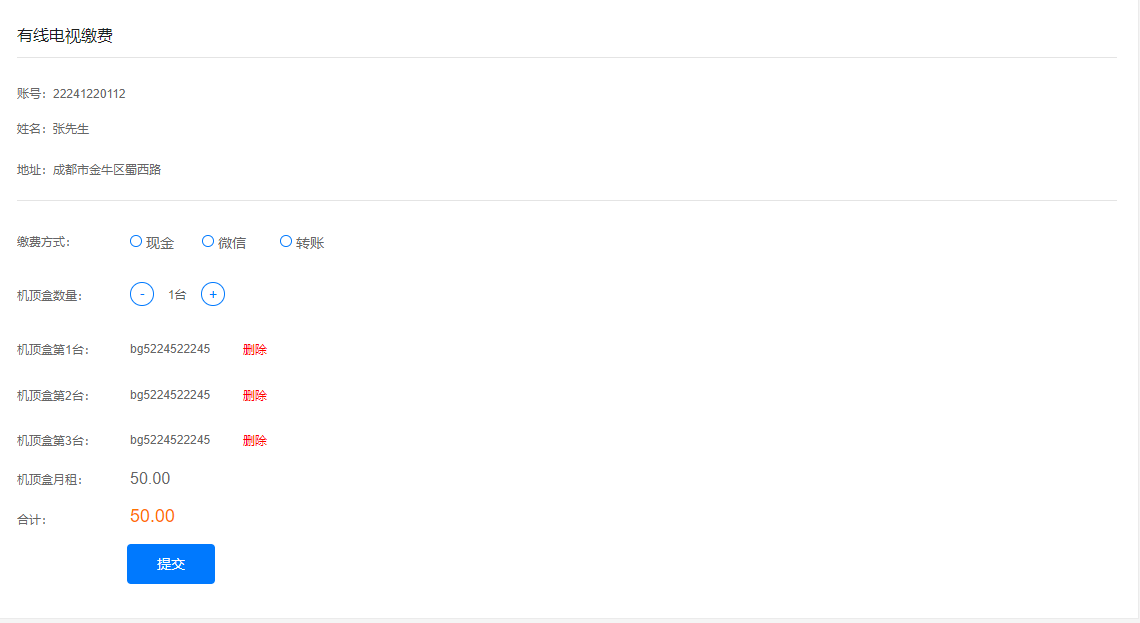 有线电视缴费
账号：22241220112
姓名：张先生
地址：成都市金牛区蜀西路
缴费方式： 现金 微信 转账
机顶盒数量： - 1台 +
机顶盒第1台： bg5224522245 删除
机顶盒第2台： bg5224522245 删除
机顶盒第3台： bg5224522245 删除
机顶盒月租： 50.00
合计： 50.00
提交